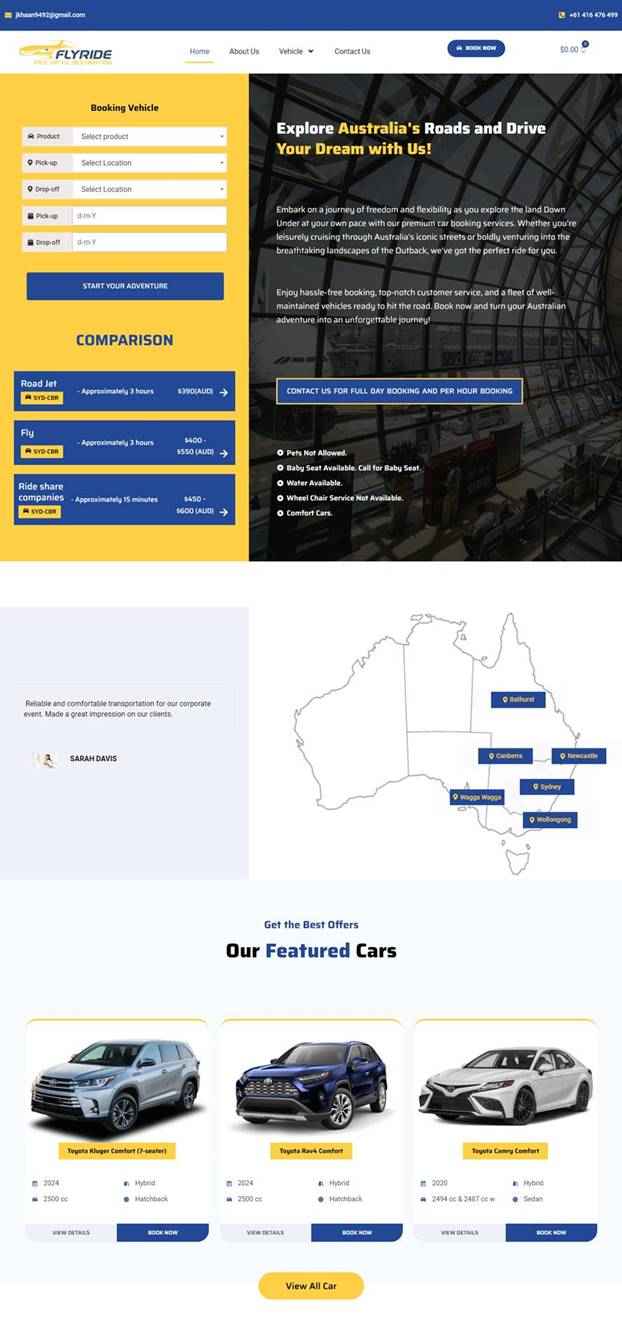 jkhaan9492@gmail.com
+61 416 476 499
FLYRIDE
Home
About Us
Vehicle
Contact Us
BOOK NOW
$0.00
0
Booking Vehicle
Product
Select product
Pick-up
Select Location
Drop-off
Select Location
Pick-up
d-m-Y
Drop-off
d-m-Y
START YOUR ADVENTURE
COMPARISON
Road Jet
SYD-CBR
- Approximately 3 hours
$390(AUD)
Fly
SYD-CBR
- Approximately 3 hours
$400 -
$550 (AUD)
Ride share
companies
SYD-CBR
- Approximately 15 minutes
$450 -
$600 (AUD)
Explore Australia's Roads and Drive
Your Dream with Us!
Embark on a journey of freedom and flexibility as you explore the land Down
Under at your own pace with our premium car booking services. Whether you're
leisurely cruising through Australia's iconic streets or boldly venturing into the
breathtaking landscapes of the Outback, we've got the perfect ride for you.
Enjoy hassle-free booking, top-notch customer service, and a fleet of well-
maintained vehicles ready to hit the road. Book now and turn your Australian
adventure into an unforgettable journey!
CONTACT US FOR FULL DAY BOOKING AND PER HOUR BOOKING
Pets Not Allowed.
Baby Seat Available. Call for Baby Seat.
Water Available.
Wheel Chair Service Not Available.
Comfort Cars.
Reliable and comfortable transportation for our corporate
event. Made a great impression on our clients.
SARAH DAVIS
Bathurst
Canberra
Newcastle
Sydney
Wagga Wagga
Wollongong
Get the Best Offers
Our Featured Cars
Toyota Kluger Comfort (7-seater)
2024
Hybrid
2500 cc
Hatchback
VIEW DETAILS
BOOK NOW
Toyota Rav4 Comfort
2024
Hybrid
2500 cc
Hatchback
VIEW DETAILS
BOOK NOW
Toyota Camry Comfort
2020
Hybrid
2494 cc & 2487 cc w
Sedan
VIEW DETAILS
BOOK NOW
View All Car